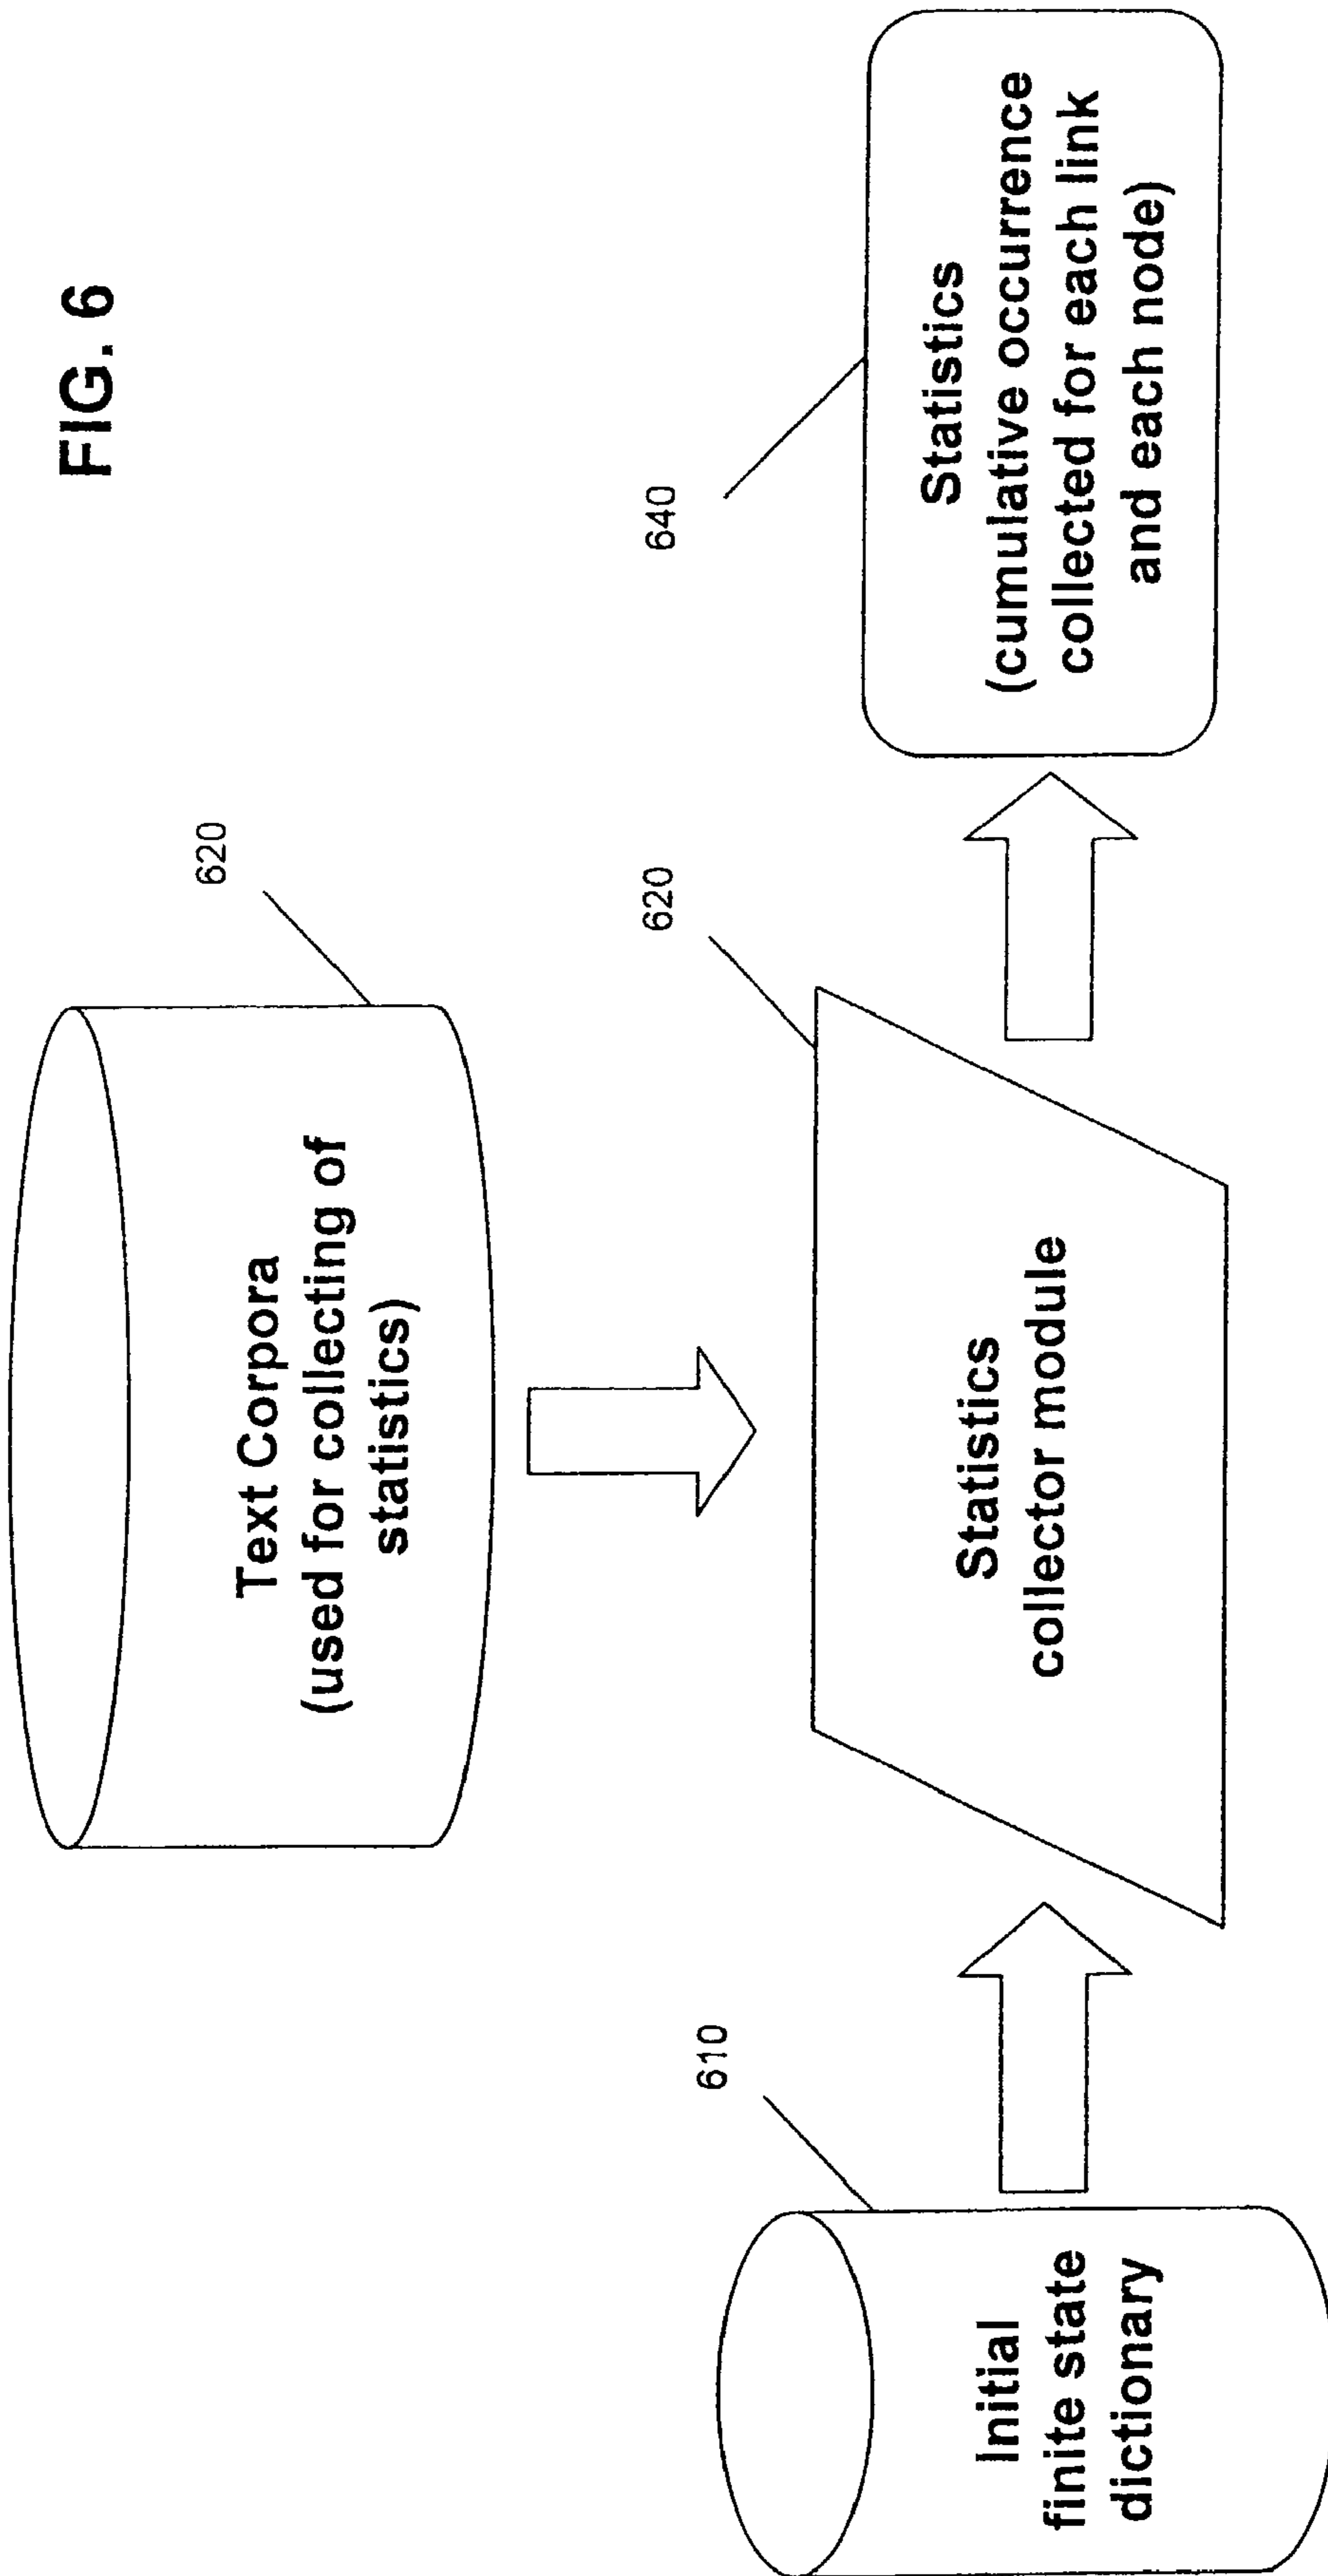 FIG. 6
620
Text Corpora
(used for collecting of
statistics)
610
620
640
Initial
finite state
dictionary
Statistics
collector module
Statistics
(cumulative occurrence
collected for each link
and each node)